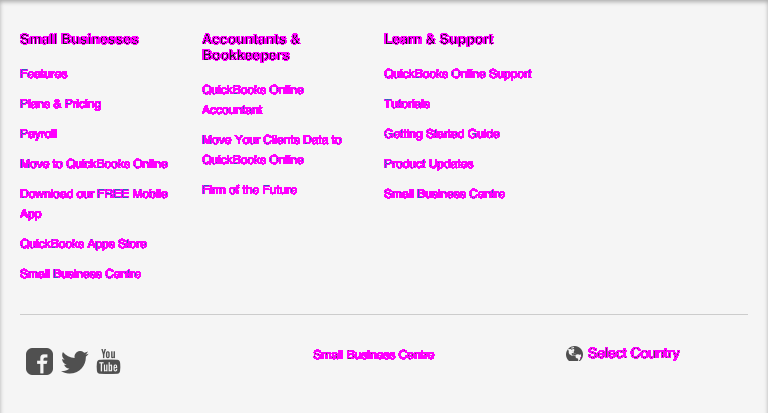 Small Businesses
Features
Plans & Pricing
Payroll
Move to QuickBooks Online
Download our FREE Mobile
App
QuickBooks Apps Store
Small Business Centre
Accountants &
Bookkeepers
QuickBooks Online
Accountant
Move Your Clients Data to
QuickBooks Online
Firm of the Future
Learn & Support
QuickBooks Online Support
Tutorials
Getting Started Guide
Product Updates
Small Business Centre
You
Tube
Small Business Centre
Select Country